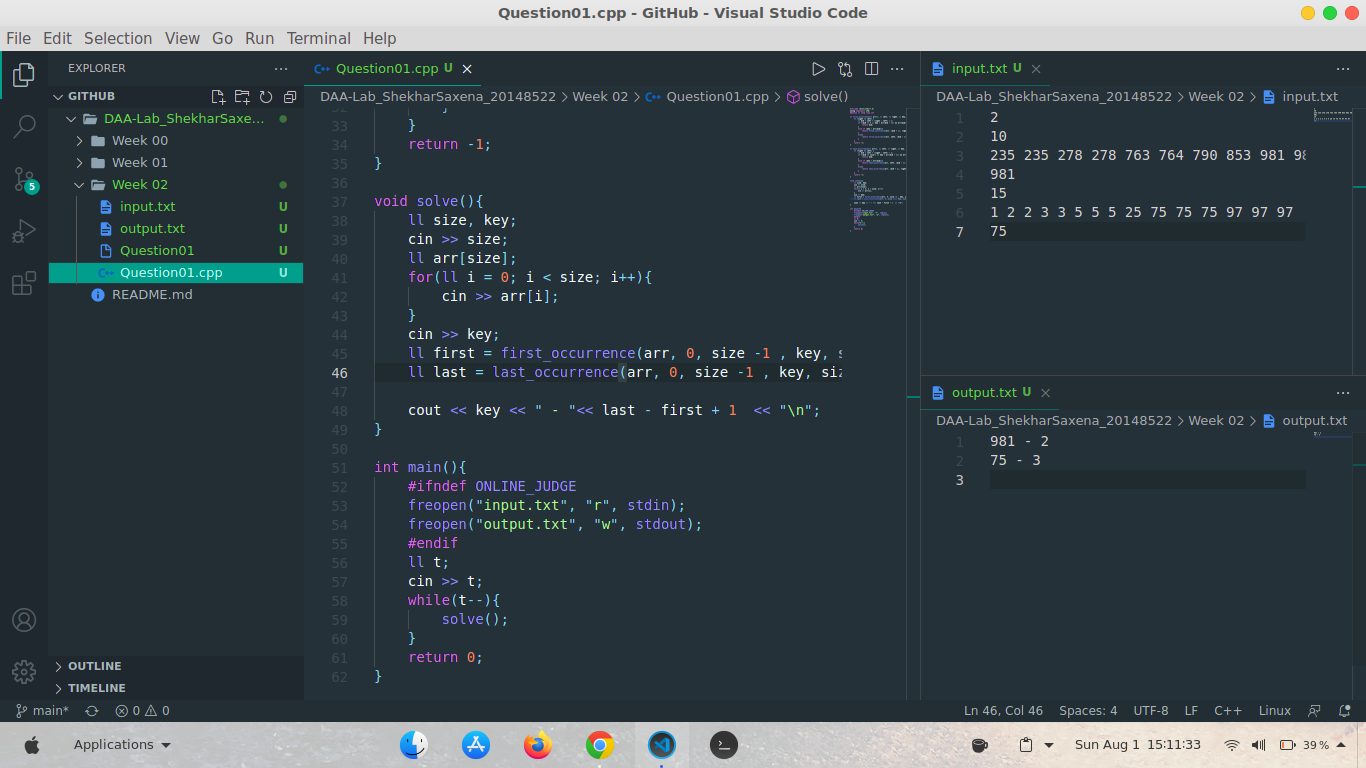 Question01.cpp - GitHub - Visual Studio Code
File Edit Selection View Go Run Terminal Help
EXPLORER
GITHUB
DAA-Lab_ShekharSaxe...
Week 00
Week 01
Week 02
input.txt U
output.txt U
Question01 U
Question01.cpp U
README.md
OUTLINE
TIMELINE
5
Question01.cpp U
DAA-Lab_ShekharSaxena_20148522 > Week 02 > Question01.cpp > solve()
33 }
34 return -1;
35 }
36
37 void solve(){
38 ll size, key;
39 cin >> size;
40 ll arr[size];
41 for(ll i = 0; i < size; i++){
42 cin >> arr[i];
43 }
44 cin >> key;
45 ll first = first_occurrence(arr, 0, size -1 , key, s
46 ll last = last_occurrence(arr, 0, size -1 , key, siz
47
48 cout << key << " - "<< last - first + 1  << "\n";
49 }
50
51 int main(){
52 #ifndef ONLINE_JUDGE
53 freopen("input.txt", "r", stdin);
54 freopen("output.txt", "w", stdout);
55 #endif
56 ll t;
57 cin >> t;
58 while(t--){
59 solve();
60 }
61 return 0;
62 }
input.txt U
DAA-Lab_ShekharSaxena_20148522 > Week 02 > input.txt
1 2
2 10
3 235 235 278 278 763 764 790 853 981 98
4 981
5 15
6 1 2 2 3 3 5 5 5 25 75 75 75 97 97 97
7 75
output.txt U
DAA-Lab_ShekharSaxena_20148522 > Week 02 > output.txt
1 981 - 2
2 75 - 3
3
main* 0 0 Ln 46, Col 46 Spaces: 4 UTF-8 LF C++ Linux
Applications Sun Aug 1 15:11:33 39 %